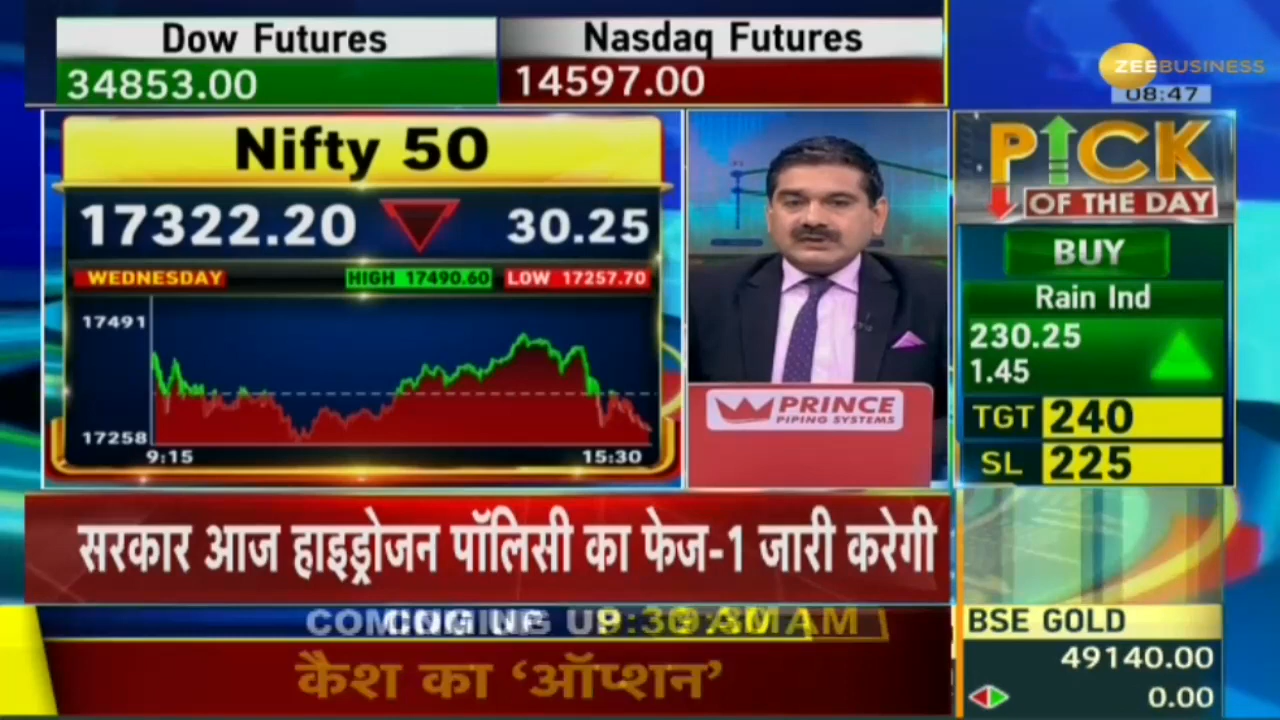 Dow Futures
34853.00
Nasdaq Futures
14597.00
ZEEBUSINESS
08:47
Nifty 50
17322.20
30.25
WEDNESDAY
HIGH 17490.60
LOW 17257.70
17491
17258
9:15
15:30
PRINCE
PIPING SYSTEMS
PICK
OF THE DAY
BUY
Rain Ind
230.25
1.45
TGT 240
SL 225
सरकार आज हाइड्रोजन पॉलिसी का फेज-1 जारी करेगी
कैश का ‘ऑप्शन’
BSE GOLD
49140.00
0.00